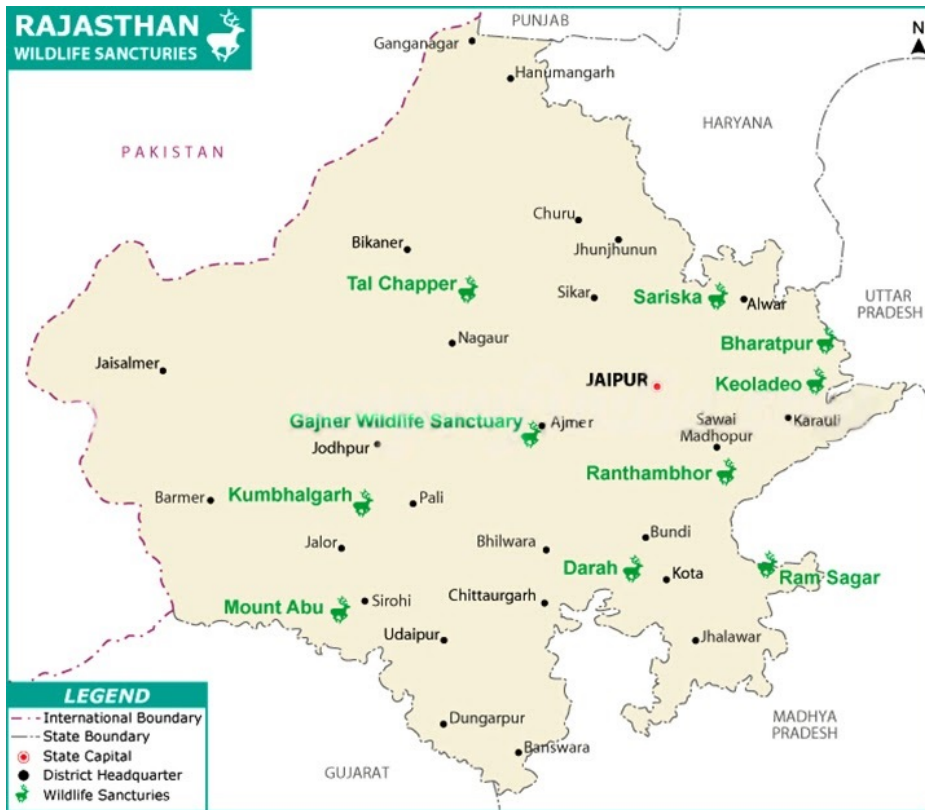 RAJASTHAN
WILDLIFE SANCTURIES
PUNJAB
N
Ganganagar
Hanumangarh
HARYANA
PAKISTAN
Churu
Jhunjhunun
Bikaner
Tal Chapper
Sikar
Sariska
Alwar
UTTAR
PRADESH
Nagaur
Bharatpur
Jaisalmer
JAIPUR
Keoladeo
Gajner Wildlife Sanctuary
Ajmer
Sawai
Madhopur
Karauli
Jodhpur
Ranthambhor
Barmer
Kumbhalgarh
Pali
Jalor
Bhilwara
Bundi
Darah
Kota
Ram Sagar
Mount Abu
Sirohi
Chittaurgarh
Udaipur
Jhalawar
LEGEND
International Boundary
State Boundary
State Capital
District Headquarter
Wildlife Sancturies
Dungarpur
Banswara
GUJARAT
MADHYA
PRADESH